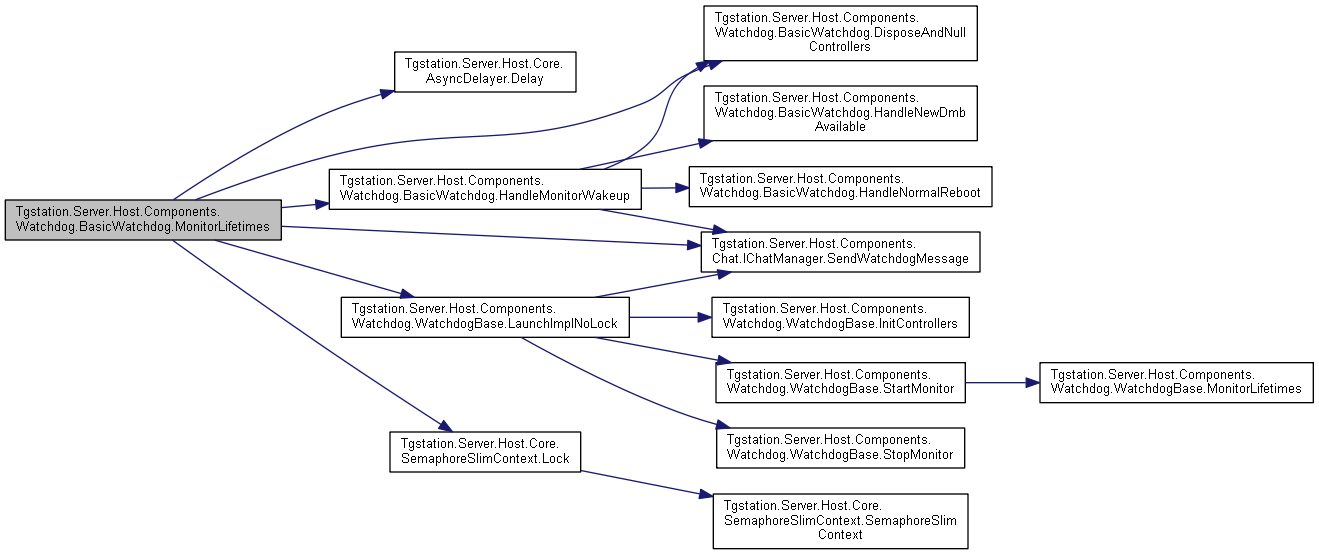 Tgstation.Server.Host.Components.
Watchdog.BasicWatchdog.MonitorLifetimes
Tgstation.Server.Host.Core.
AsyncDelayer.Delay
Tgstation.Server.Host.Components.
Watchdog.BasicWatchdog.HandleMonitorWakeup
Tgstation.Server.Host.Components.
Watchdog.WatchdogBase.LaunchImplNoLock
Tgstation.Server.Host.Core.
SemaphoreSlimContext.Lock
Tgstation.Server.Host.Components.
Watchdog.BasicWatchdog.DisposeAndNull
Controllers
Tgstation.Server.Host.Components.
Watchdog.BasicWatchdog.HandleNewDmb
Available
Tgstation.Server.Host.Components.
Watchdog.BasicWatchdog.HandleNormalReboot
Tgstation.Server.Host.Components.
Chat.IChatManager.SendWatchdogMessage
Tgstation.Server.Host.Components.
Watchdog.WatchdogBase.InitControllers
Tgstation.Server.Host.Components.
Watchdog.WatchdogBase.StartMonitor
Tgstation.Server.Host.Components.
Watchdog.WatchdogBase.StopMonitor
Tgstation.Server.Host.Core.
SemaphoreSlimContext.SemaphoreSlim
Context
Tgstation.Server.Host.Components.
Watchdog.WatchdogBase.MonitorLifetimes